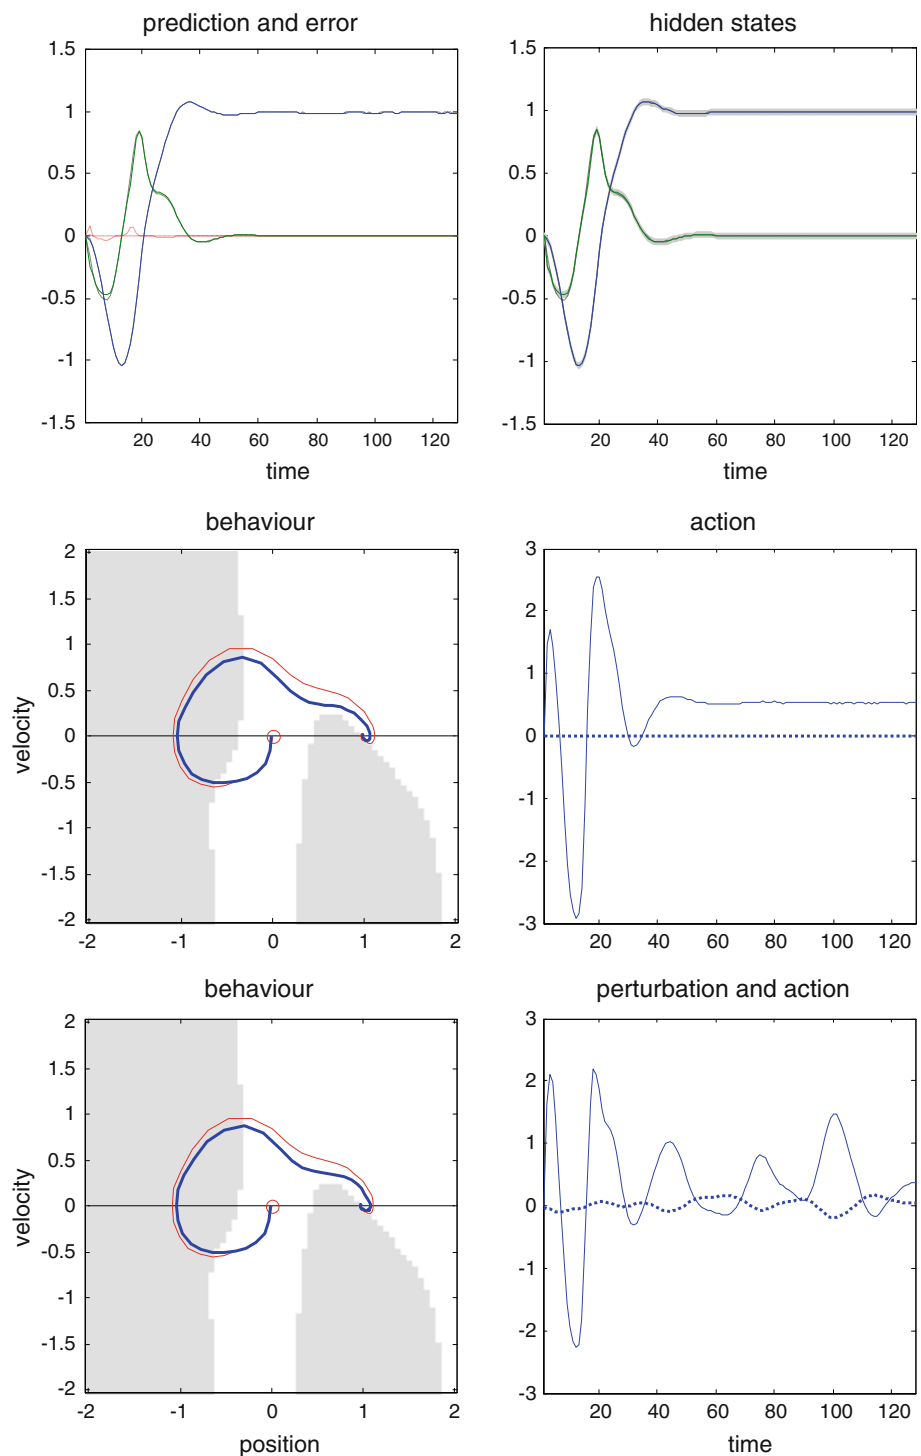 prediction and error
1.5
1
0.5
0
-0.5
-1
-1.5
20 40 60 80 100 120
time
hidden states
1.5
1
0.5
0
-0.5
-1
-1.5
20 40 60 80 100 120
time
behaviour
2
1.5
1
0.5
0
-0.5
-1
-1.5
-2
velocity
-2 -1 0 1 2
action
3
2
1
0
-1
-2
-3
20 40 60 80 100 120
behaviour
2
1.5
1
0.5
0
-0.5
-1
-1.5
-2
velocity
-2 -1 0 1 2
position
perturbation and action
3
2
1
0
-1
-2
-3
20 40 60 80 100 120
time